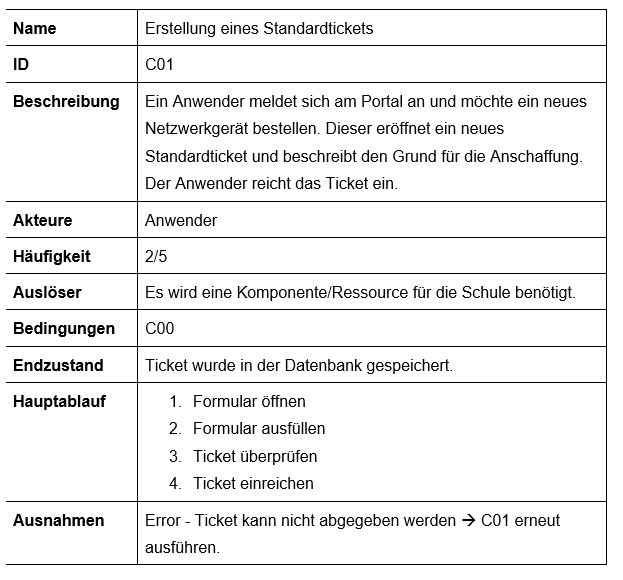 Name Erstellung eines Standardtickets
ID C01
Beschreibung Ein Anwender meldet sich am Portal an und möchte ein neues
Netzwerkgerät bestellen. Dieser eröffnet ein neues
Standardticket und beschreibt den Grund für die Anschaffung.
Der Anwender reicht das Ticket ein.
Akteure Anwender
Häufigkeit 2/5
Auslöser Es wird eine Komponente/Ressource für die Schule benötigt.
Bedingungen C00
Endzustand Ticket wurde in der Datenbank gespeichert.
Hauptablauf 1. Formular öffnen
2. Formular ausfüllen
3. Ticket überprüfen
4. Ticket einreichen
Ausnahmen Error - Ticket kann nicht abgegeben werden → C01 erneut
ausführen.